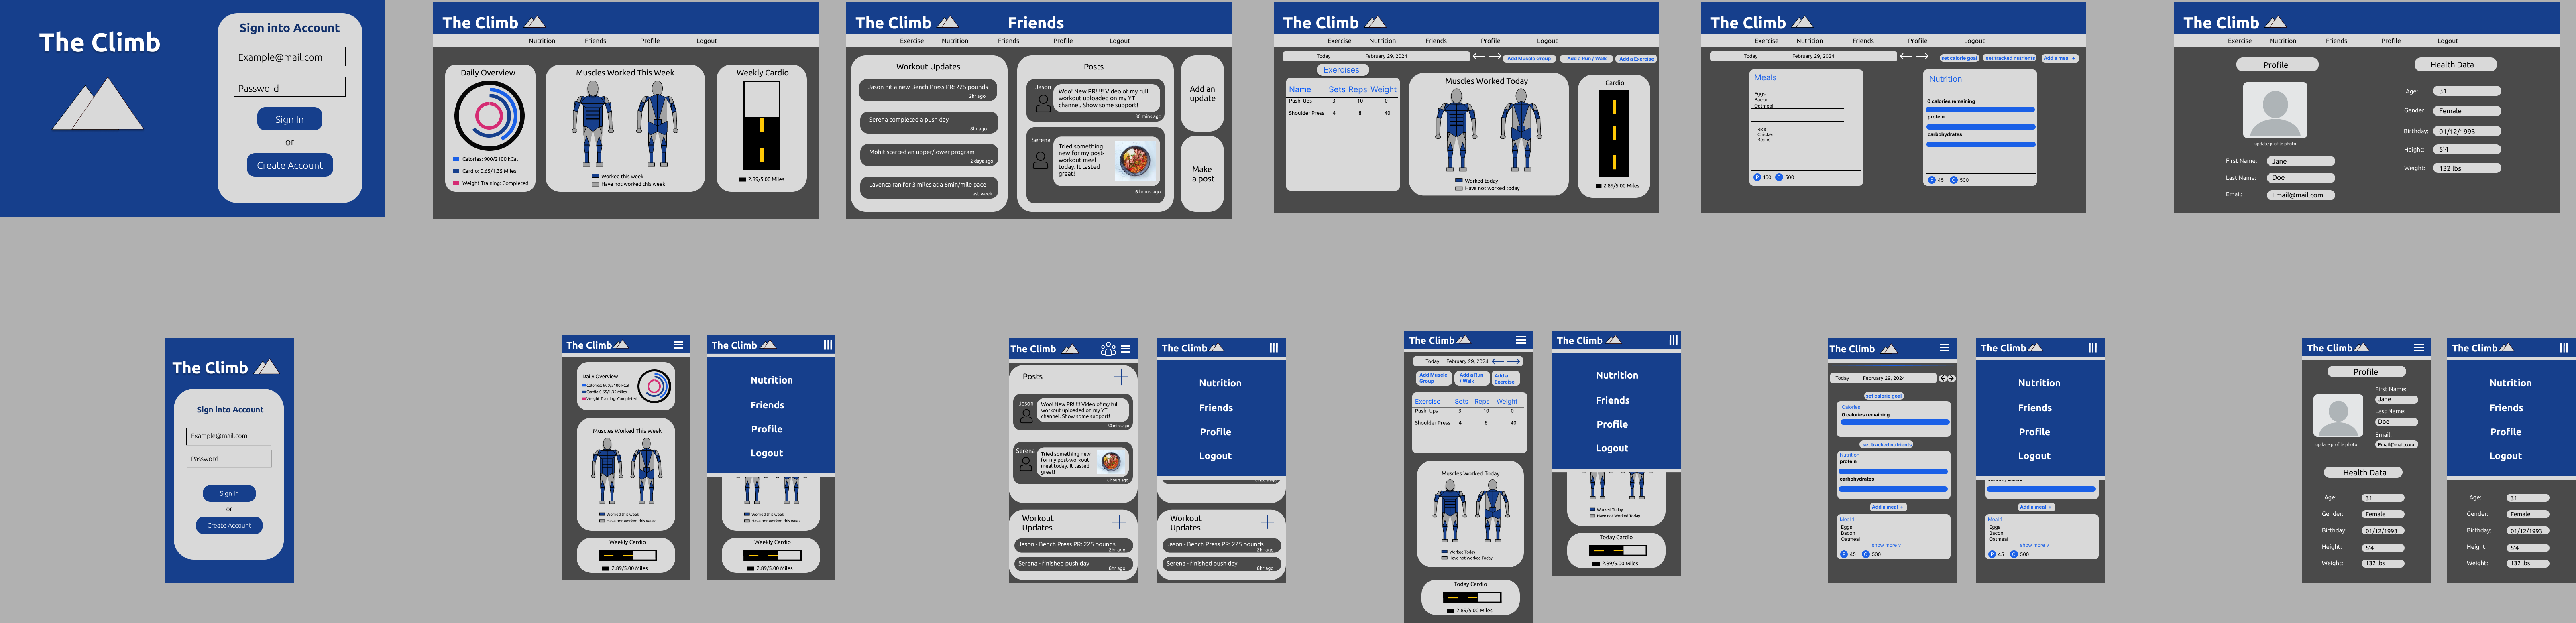 The Climb
Sign into Account
Example@mail.com
Password
Sign In
or
Create Account
The Climb
Nutrition Friends Profile Logout
Daily Overview
Calories: 900/2100 kCal
Cardio: 0.65/1.35 Miles
Weight Training: Completed
Muscles Worked This Week
Worked this week
Have not worked this week
Weekly Cardio
2.89/5.00 Miles
The Climb Friends
Exercise Nutrition Friends Profile Logout
Workout Updates
Jason hit a new Bench Press PR: 225 pounds
2hr ago
Serena completed a push day
8hr ago
Mohit started an upper/lower program
2 days ago
Lavenca ran for 3 miles at a 6min/mile pace
Last week
Posts
Jason
Woo! New PR!!!!! Video of my full
workout uploaded on my YT
channel. Show some support!
30 mins ago
Serena
Tried something
new for my post-
workout meal
today. It tasted
great!
6 hours ago
Add an
update
Make
a post
The Climb
Exercise Nutrition Friends Profile Logout
Today February 29, 2024
Add Muscle Group Add a Run / Walk Add a Exercise
Exercises
Name Sets Reps Weight
Push Ups 3 10 0
Shoulder Press 4 8 40
Muscles Worked Today
Worked today
Have not worked today
Cardio
2.89/5.00 Miles
The Climb
Exercise Nutrition Friends Profile Logout
Today February 29, 2024
set calorie goal set tracked nutrients Add a meal +
Meals
Eggs
Bacon
Oatmeal
Rice
Chicken
Beans
P 150 C 500
Nutrition
0 calories remaining
protein
carbohydrates
P 45 C 500
The Climb
Exercise Nutrition Friends Profile Logout
Profile
update profile photo
First Name: Jane
Last Name: Doe
Email: Email@mail.com
Health Data
Age: 31
Gender: Female
Birthday: 01/12/1993
Height: 5'4
Weight: 132 lbs
The Climb
Sign into Account
Example@mail.com
Password
Sign In
or
Create Account
The Climb
Daily Overview
Calories: 900/2100 kCal
Cardio:0.65/1.35 Miles
Weight Training: Completed
Muscles Worked This Week
Worked this week
Have not worked this week
Weekly Cardio
2.89/5.00 Miles
The Climb
Nutrition
Friends
Profile
Logout
Worked this week
Have not worked this week
Weekly Cardio
2.89/5.00 Miles
The Climb
Posts
Jason
Woo! New PR!!!!! Video of my full
workout uploaded on my YT
channel. Show some support!
30 mins ago
Serena
Tried something new
for my post-workout
meal today. It tasted
great!
6 hours ago
Workout
Updates
Jason - Bench Press PR: 225 pounds
2hr ago
Serena - finished push day
8hr ago
The Climb
Nutrition
Friends
Profile
Logout
Workout
Updates
Jason - Bench Press PR: 225 pounds
2hr ago
Serena - finished push day
8hr ago
The Climb
Today February 29, 2024
Add Muscle
Group
Add a Run
/ Walk
Add a
Exercise
Exercise Sets Reps Weight
Push Ups 3 10 0
Shoulder Press 4 8 40
Muscles Worked Today
Worked Today
Have not Worked Today
Today Cardio
2.89/5.00 Miles
The Climb
Nutrition
Friends
Profile
Logout
Worked Today
Have not Worked Today
Today Cardio
2.89/5.00 Miles
The Climb
Today February 29, 2024
set calorie goal
Calories
0 calories remaining
set tracked nutrients
Nutrition
protein
carbohydrates
Add a meal +
Meal 1
Eggs
Bacon
Oatmeal
show more v
P 45 C 500
The Climb
Nutrition
Friends
Profile
Logout
Add a meal +
Meal 1
Eggs
Bacon
Oatmeal
show more v
P 45 C 500
The Climb
Profile
update profile photo
First Name:
Jane
Last Name:
Doe
Email:
Email@mail.com
Health Data
Age: 31
Gender: Female
Birthday: 01/12/1993
Height: 5'4
Weight: 132 lbs
The Climb
Nutrition
Friends
Profile
Logout
Age: 31
Gender: Female
Birthday: 01/12/1993
Height: 5'4
Weight: 132 lbs